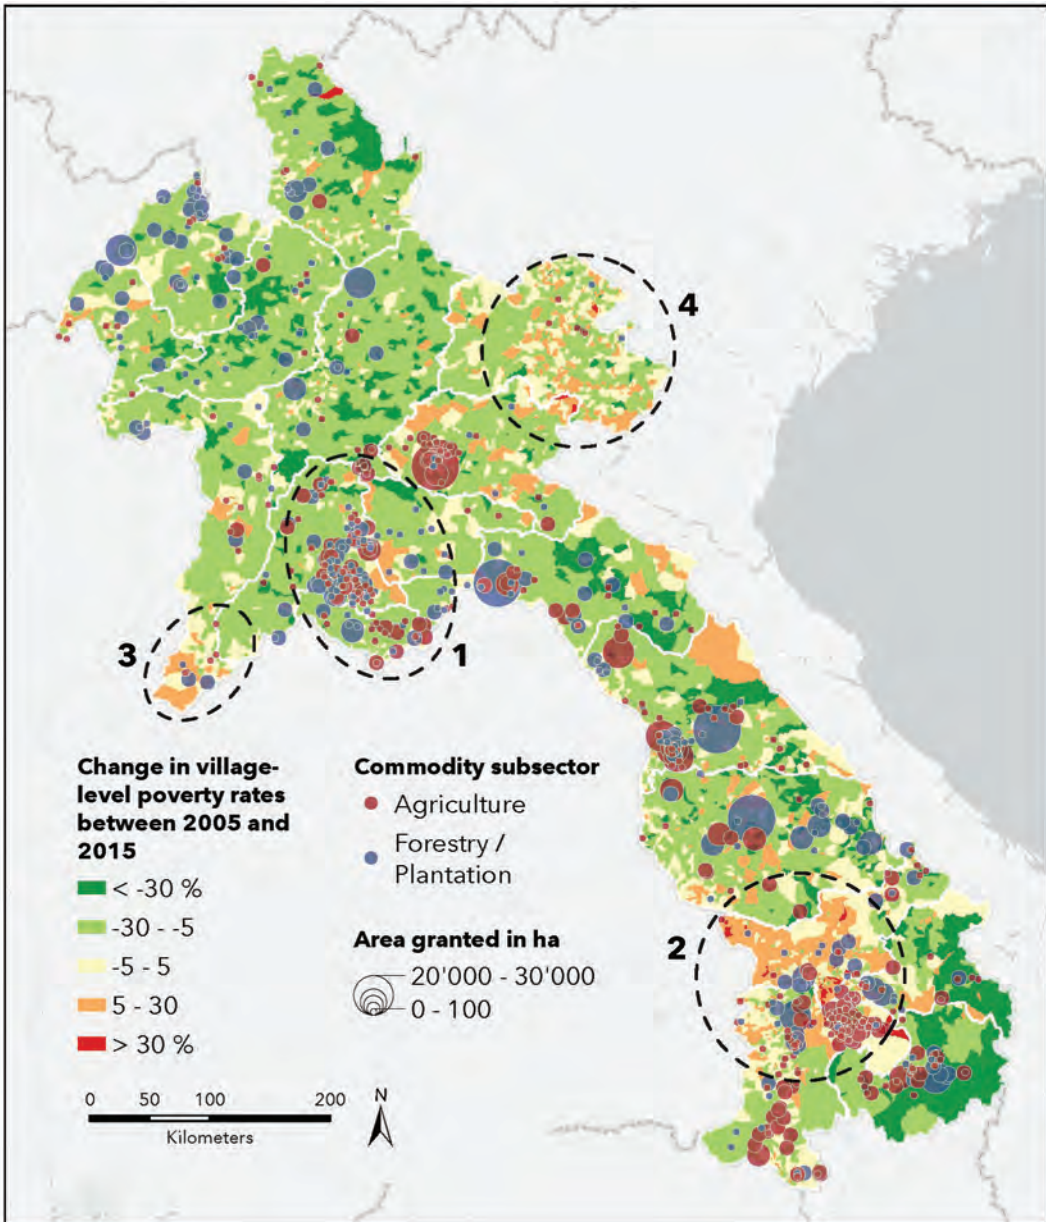 4
3
1
Change in village-
level poverty rates
between 2005 and
2015
< -30 %
-30 - -5
-5 - 5
5 - 30
> 30 %
Commodity subsector
Agriculture
Forestry /
Plantation
Area granted in ha
20'000 - 30'000
0 - 100
2
0 50 100 200
Kilometers
N